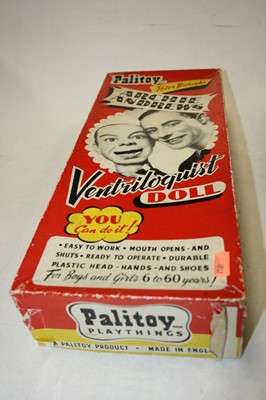 Palitoy
Peter Brough's
ARCHIE
ANDREWS
Ventriloquist
DOLL
YOU
Can do it!
• EASY TO WORK • MOUTH OPENS-AND
SHUTS • READY TO OPERATE • DURABLE
PLASTIC HEAD-HANDS-AND SHOES
For Boys and Girls 6 to 60 years!
Palitoy
PLAYTHINGS
A PALITOY PRODUCT • MADE IN ENGL